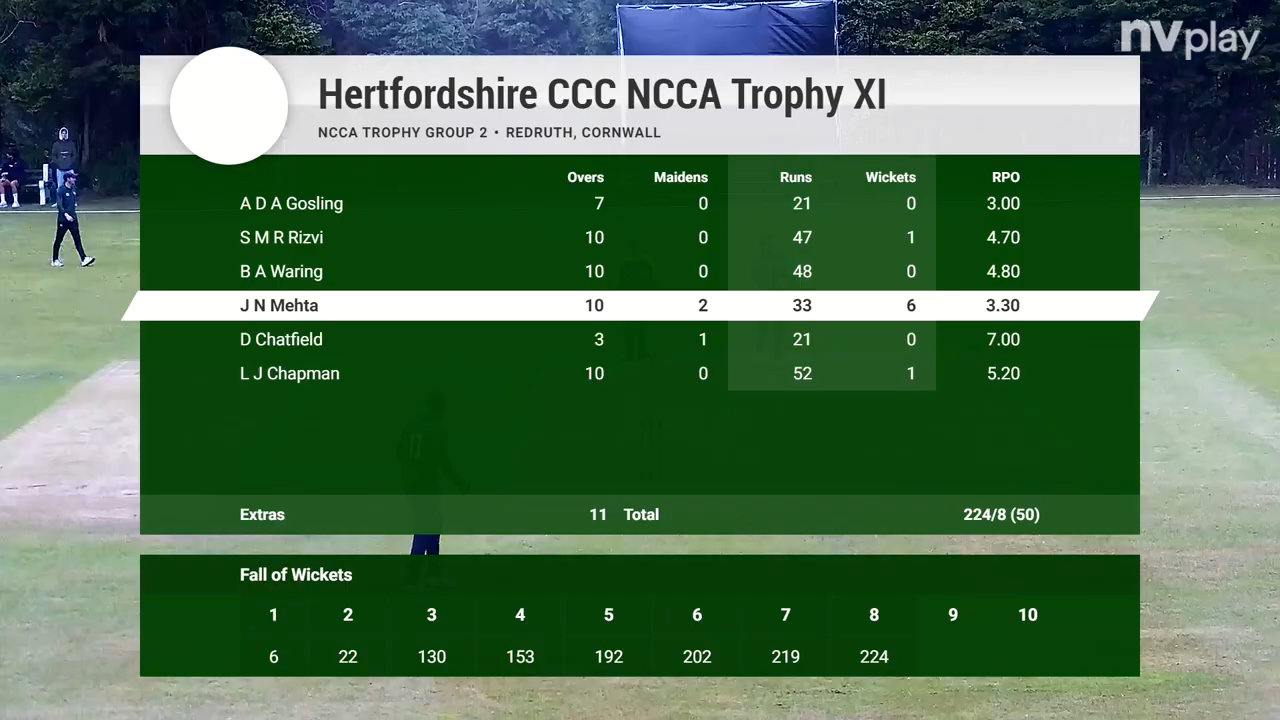 nvplay
Hertfordshire CCC NCCA Trophy XI
NCCA TROPHY GROUP 2 • REDRUTH, CORNWALL
Overs Maidens Runs Wickets RPO
A D A Gosling 7 0 21 0 3.00
S M R Rizvi 10 0 47 1 4.70
B A Waring 10 0 48 0 4.80
J N Mehta 10 2 33 6 3.30
D Chatfield 3 1 21 0 7.00
L J Chapman 10 0 52 1 5.20
Extras 11 Total 224/8 (50)
Fall of Wickets
1 2 3 4 5 6 7 8 9 10
6 22 130 153 192 202 219 224